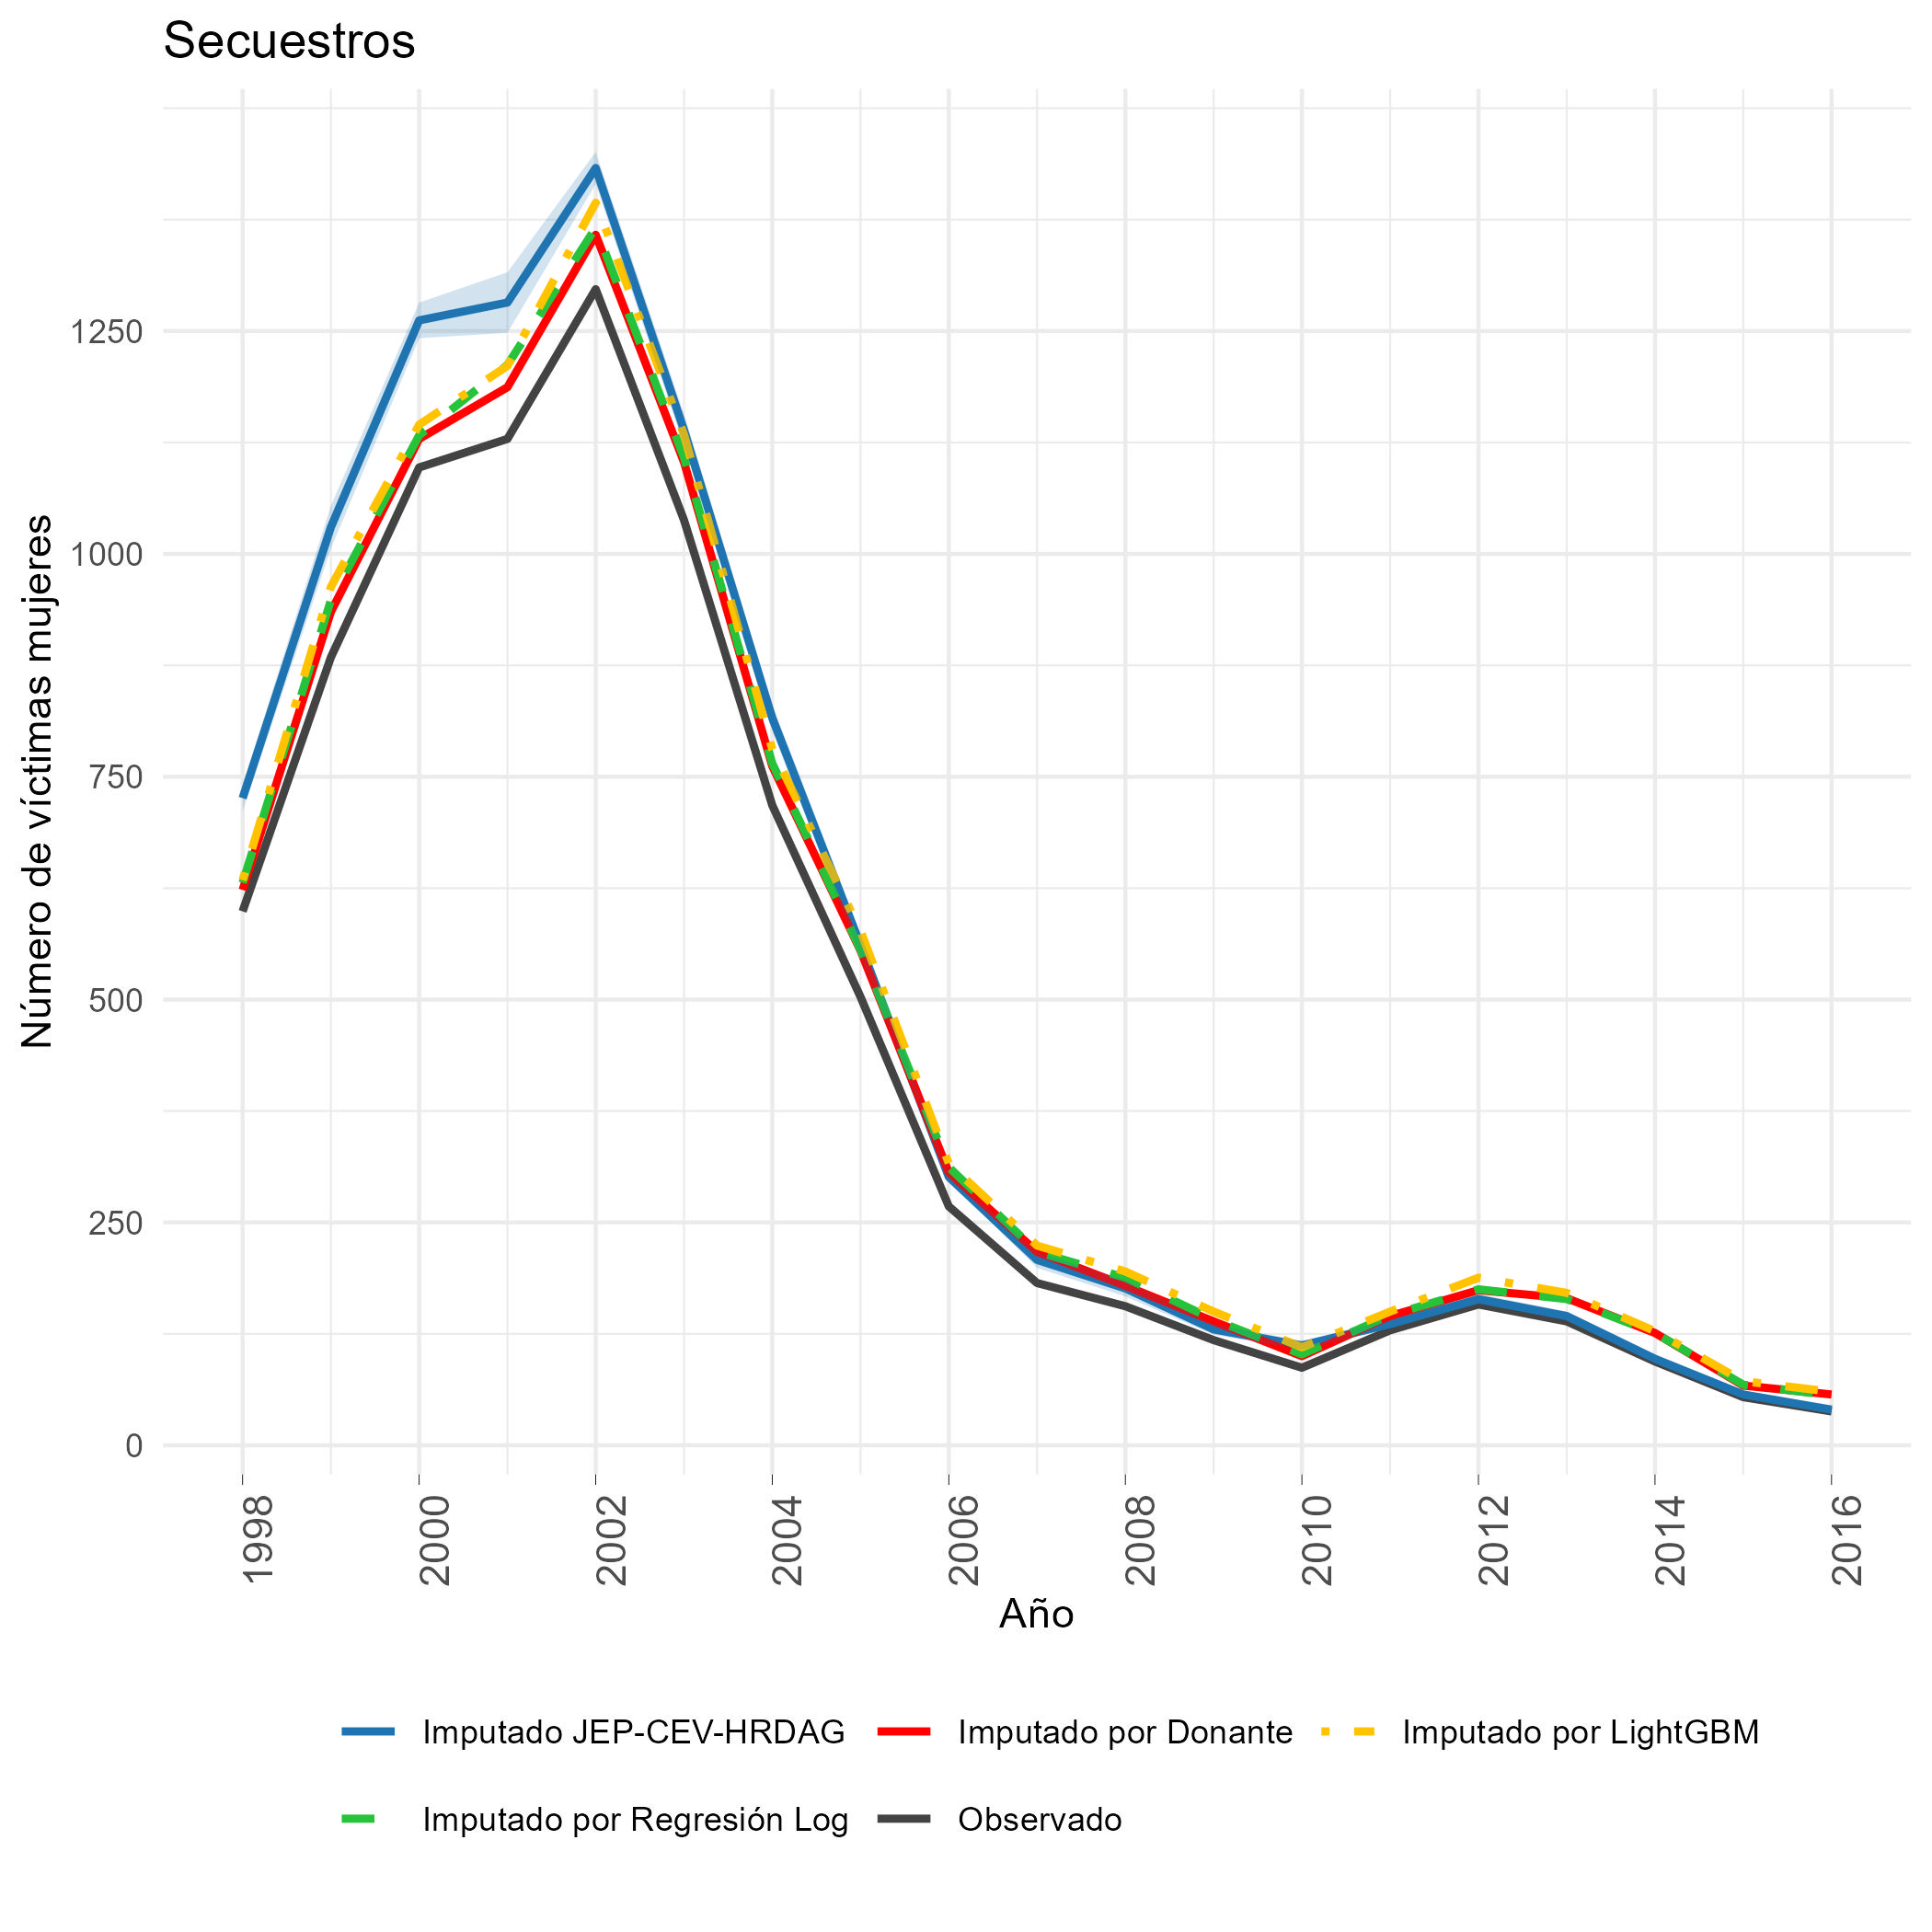 Secuestros
Número de víctimas mujeres
1250
1000
750
500
250
0
1998
2000
2002
2004
2006
2008
2010
2012
2014
2016
Año
Imputado JEP-CEV-HRDAG
Imputado por Donante
Imputado por LightGBM
Imputado por Regresión Log
Observado